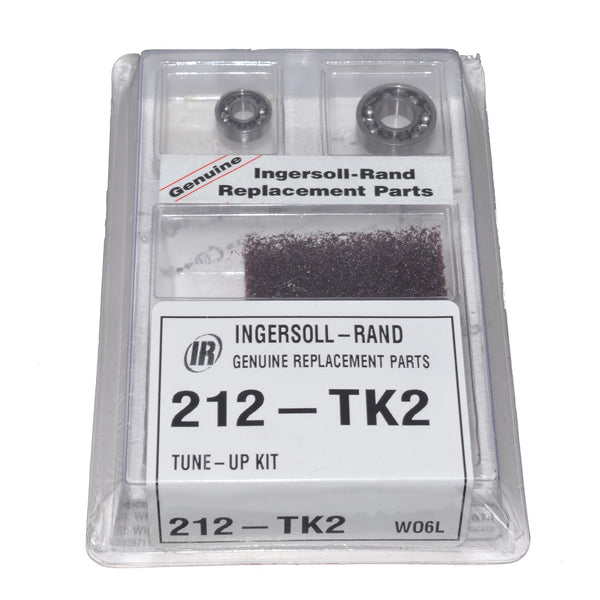 Genuine
Ingersoll-Rand
Replacement Parts
IR
INGERSOLL-RAND
GENUINE REPLACEMENT PARTS
212-TK2
TUNE-UP KIT
212-TK2 W06L